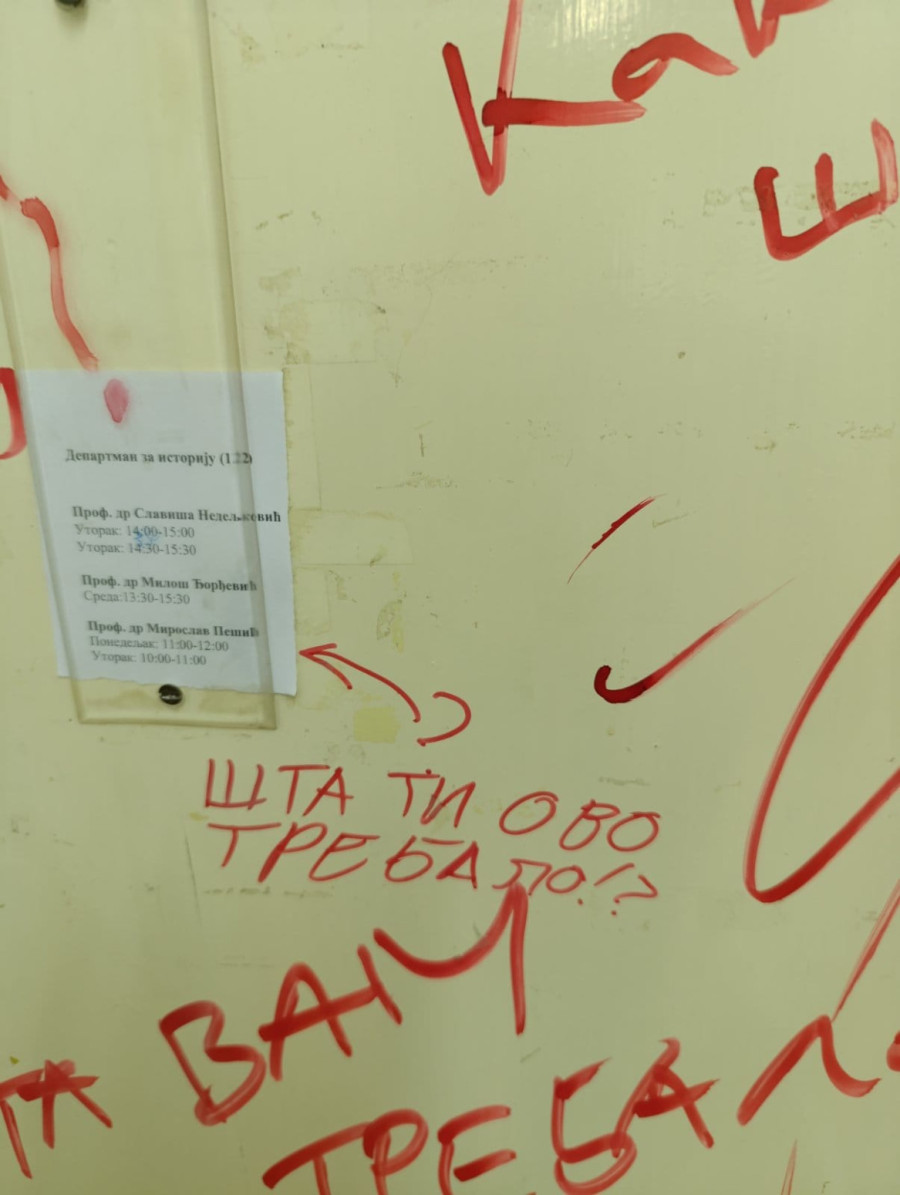 Департман за историју (122)
Проф. др Славиша Недељковић
Уторак: 14:00-15:00
Уторак: 14:30-15:30
Проф. др Милош Ђорђевић
Среда:13:30-15:30
Проф. др Мирослав Пешић
Понедељак: 11:00-12:00
Уторак: 10:00-11:00
ШТА ТИ ОВО
ТРЕБАЛО!?
ВАМ
ТРЕБАЛО